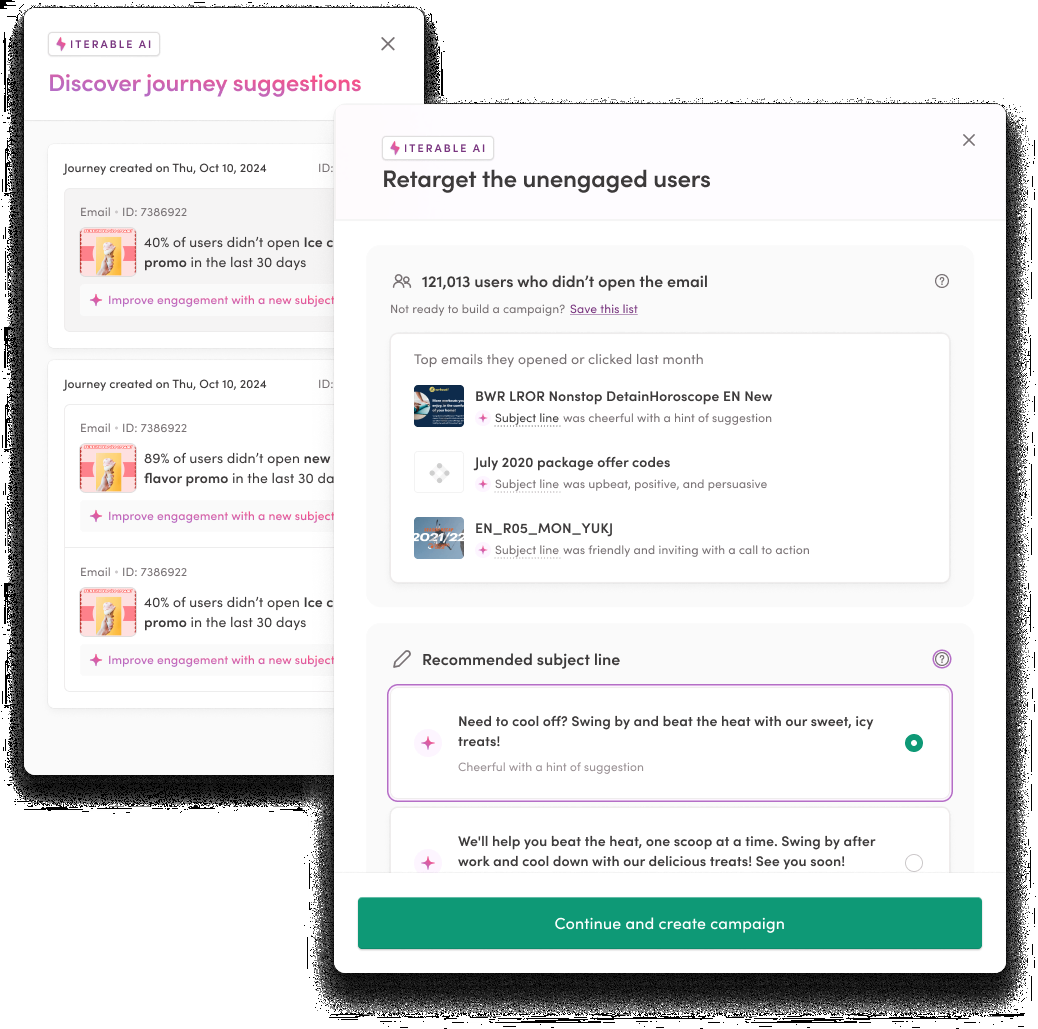 ITERABLE AI
Discover journey suggestions
Journey created on Thu, Oct 10, 2024 ID:
Email • ID: 7386922
40% of users didn’t open Ice c
promo in the last 30 days
Improve engagement with a new subject
Journey created on Thu, Oct 10, 2024 ID:
Email • ID: 7386922
89% of users didn’t open new
flavor promo in the last 30 da
Improve engagement with a new subject
Email • ID: 7386922
40% of users didn’t open Ice c
promo in the last 30 days
Improve engagement with a new subject
ITERABLE AI
Retarget the unengaged users
121,013 users who didn’t open the email
Not ready to build a campaign? Save this list
Top emails they opened or clicked last month
BWR LROR Nonstop DetainHoroscope EN New
Subject line was cheerful with a hint of suggestion
July 2020 package offer codes
Subject line was upbeat, positive, and persuasive
2021/22
EN_R05_MON_YUKJ
Subject line was friendly and inviting with a call to action
Recommended subject line
Need to cool off? Swing by and beat the heat with our sweet, icy
treats!
Cheerful with a hint of suggestion
We'll help you beat the heat, one scoop at a time. Swing by after
work and cool down with our delicious treats! See you soon!
Continue and create campaign